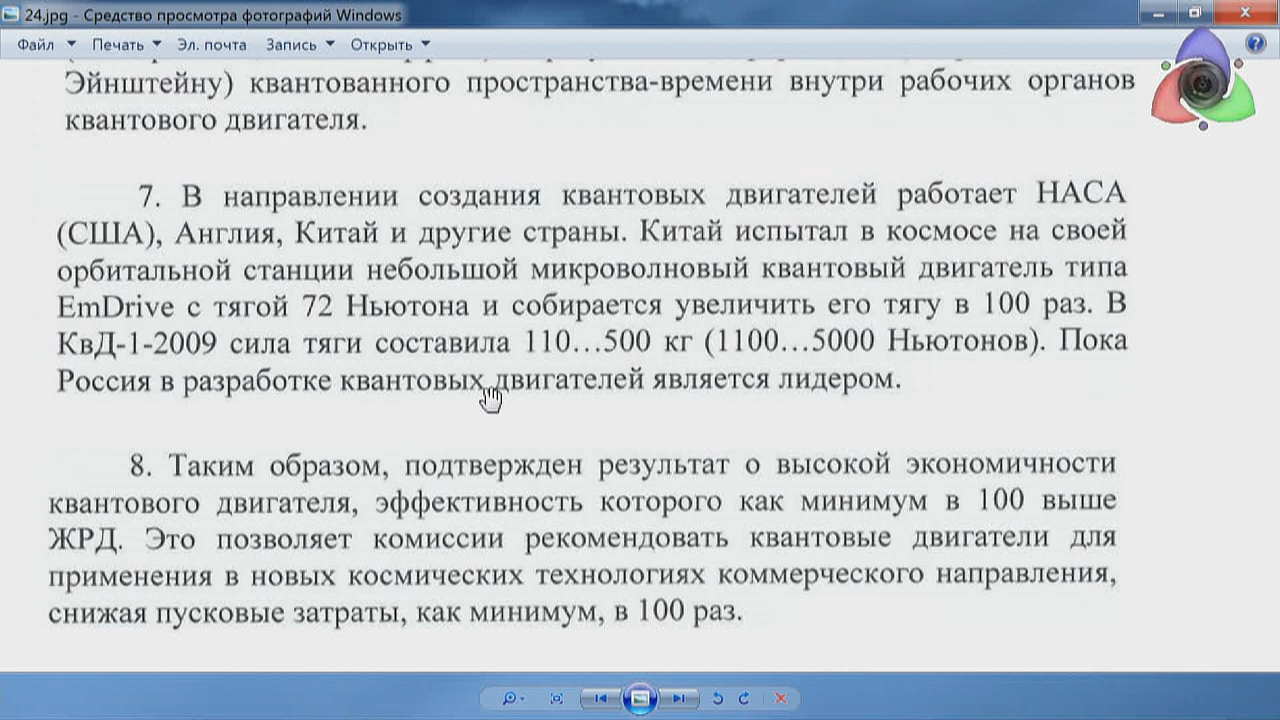 24.jpg - Средство просмотра фотографий Windows
Файл Печать Эл. почта Запись Открыть
Эйнштейну) квантованного пространства-времени внутри рабочих органов
квантового двигателя.
7. В направлении создания квантовых двигателей работает НАСА
(США), Англия, Китай и другие страны. Китай испытал в космосе на своей
орбитальной станции небольшой микроволновый квантовый двигатель типа
EmDrive с тягой 72 Ньютона и собирается увеличить его тягу в 100 раз. В
КвД-1-2009 сила тяги составила 110…500 кг (1100…5000 Ньютонов). Пока
Россия в разработке квантовых двигателей является лидером.
8. Таким образом, подтвержден результат о высокой экономичности
квантового двигателя, эффективность которого как минимум в 100 выше
ЖРД. Это позволяет комиссии рекомендовать квантовые двигатели для
применения в новых космических технологиях коммерческого направления,
снижая пусковые затраты, как минимум, в 100 раз.